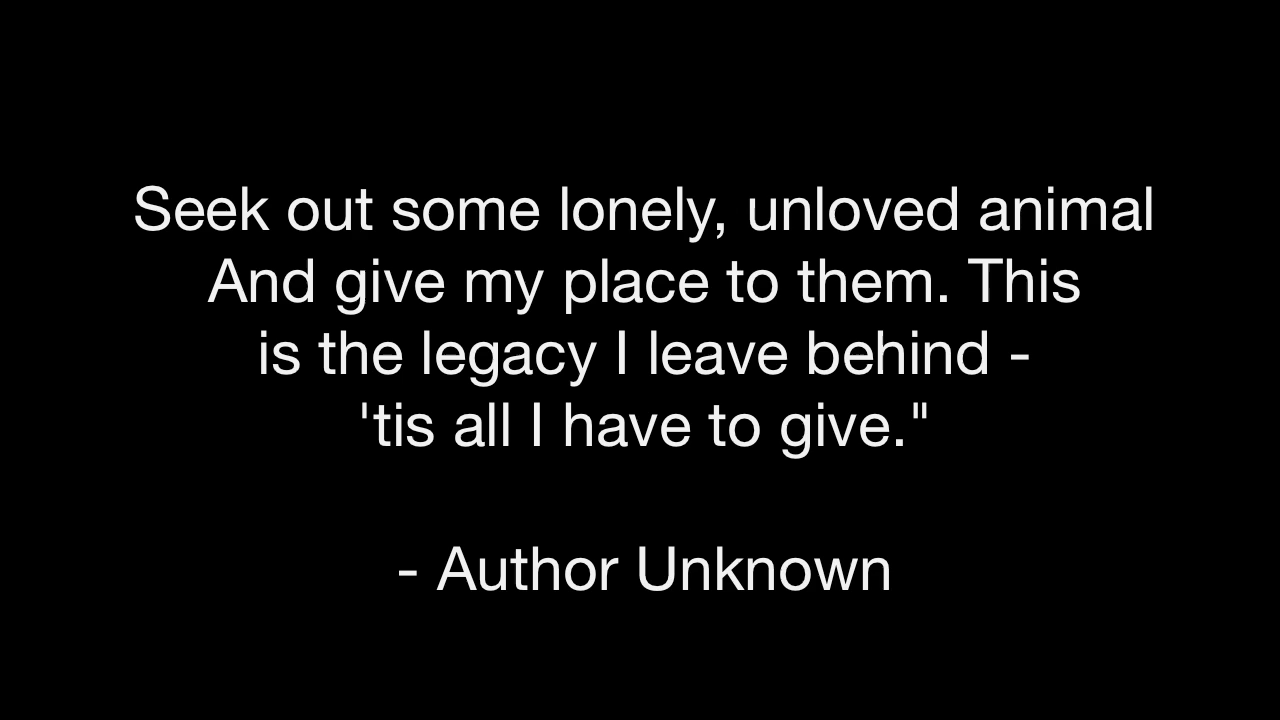 Seek out some lonely, unloved animal
And give my place to them. This
is the legacy I leave behind -
'tis all I have to give."
- Author Unknown